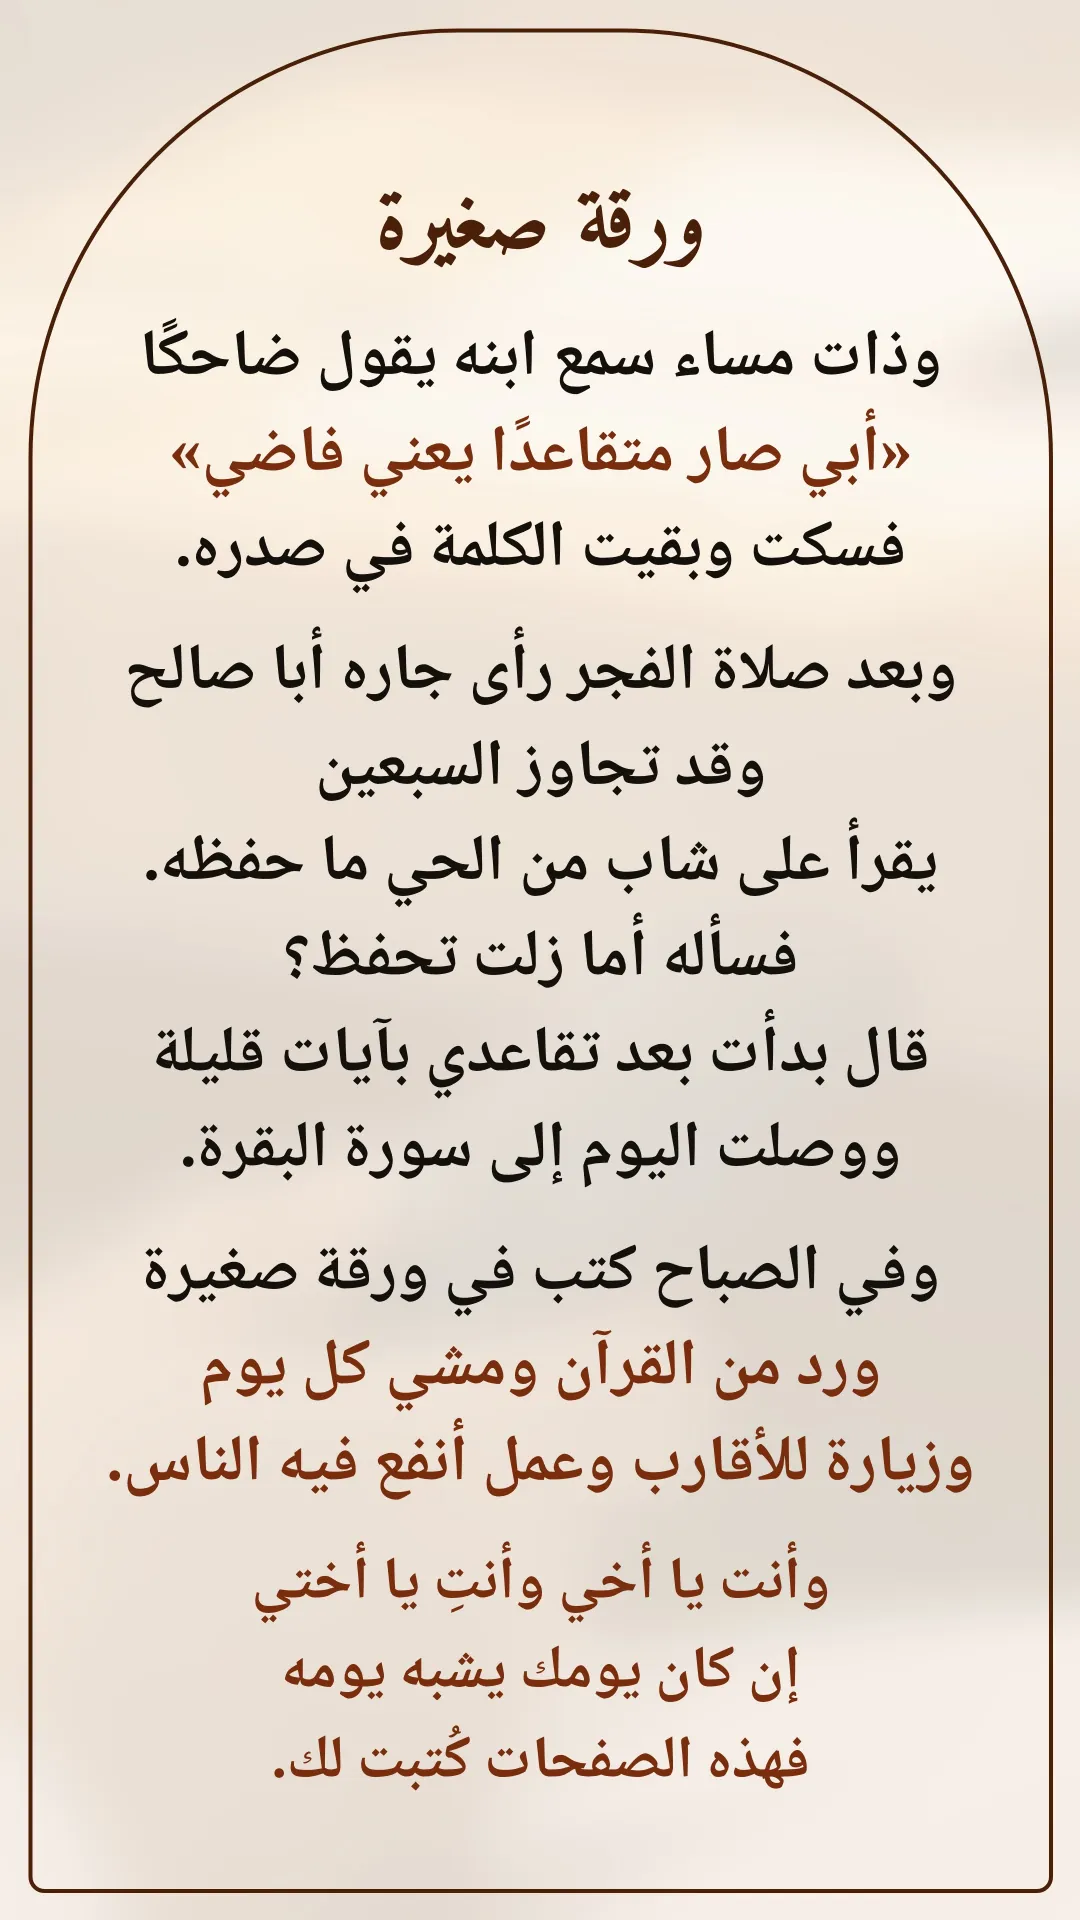 ورقة صغيرة
وذات مساء سمع ابنه يقول ضاحكًا
«أبي صار متقاعدًا يعني فاضي»
فسكت وبقيت الكلمة في صدره.
وبعد صلاة الفجر رأى جاره أبا صالح
وقد تجاوز السبعين
يقرأ على شاب من الحي ما حفظه.
فسأله أما زلت تحفظ؟
قال بدأت بعد تقاعدي بآيات قليلة
ووصلت اليوم إلى سورة البقرة.
وفي الصباح كتب في ورقة صغيرة
ورد من القرآن ومشي كل يوم
وزيارة للأقارب وعمل أنفع فيه الناس.
وأنت يا أخي وأنتِ يا أختي
إن كان يومك يشبه يومه
فهذه الصفحات كُتبت لك.